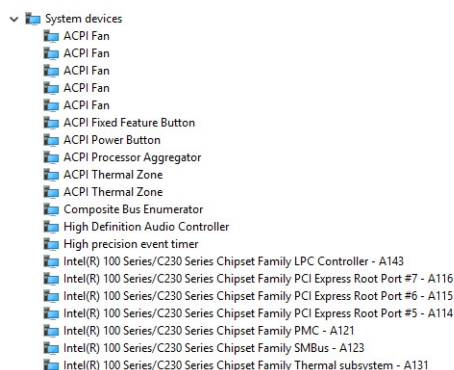 System devices
ACPI Fan
ACPI Fan
ACPI Fan
ACPI Fan
ACPI Fan
ACPI Fixed Feature Button
ACPI Power Button
ACPI Processor Aggregator
ACPI Thermal Zone
ACPI Thermal Zone
Composite Bus Enumerator
High Definition Audio Controller
High precision event timer
Intel(R) 100 Series/C230 Series Chipset Family LPC Controller - A143
Intel(R) 100 Series/C230 Series Chipset Family PCI Express Root Port #7 - A116
Intel(R) 100 Series/C230 Series Chipset Family PCI Express Root Port #6 - A115
Intel(R) 100 Series/C230 Series Chipset Family PCI Express Root Port #5 - A114
Intel(R) 100 Series/C230 Series Chipset Family PMC - A121
Intel(R) 100 Series/C230 Series Chipset Family SMBus - A123
Intel(R) 100 Series/C230 Series Chipset Family Thermal subsystem - A131